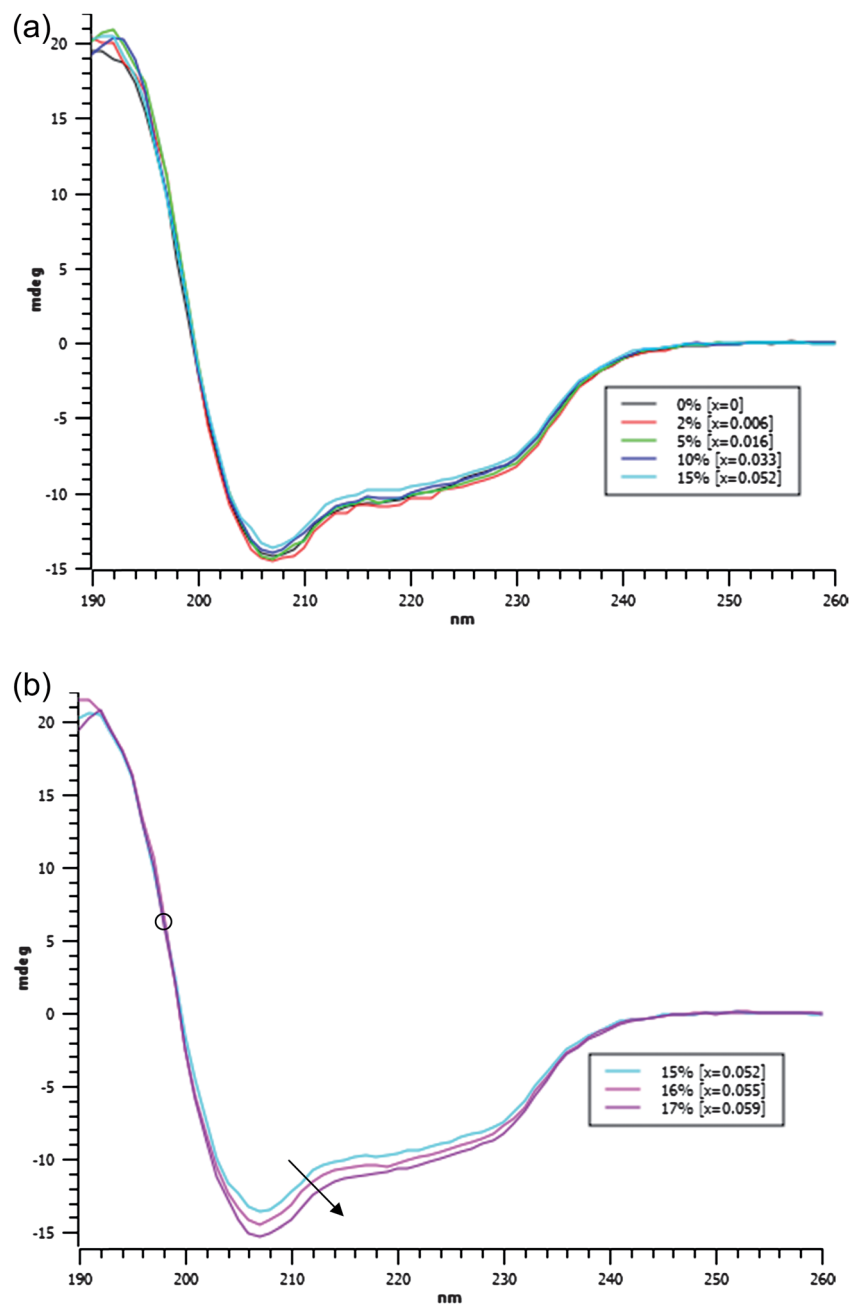 (a)
20
15
10
5
0
-5
-10
-15
mdeg
190 200 210 220 230 240 250 260
nm
0% [x=0]
2% [x=0.006]
5% [x=0.016]
10% [x=0.033]
15% [x=0.052]
(b)
20
15
10
5
0
-5
-10
-15
mdeg
190 200 210 220 230 240 250 260
nm
15% [x=0.052]
16% [x=0.055]
17% [x=0.059]